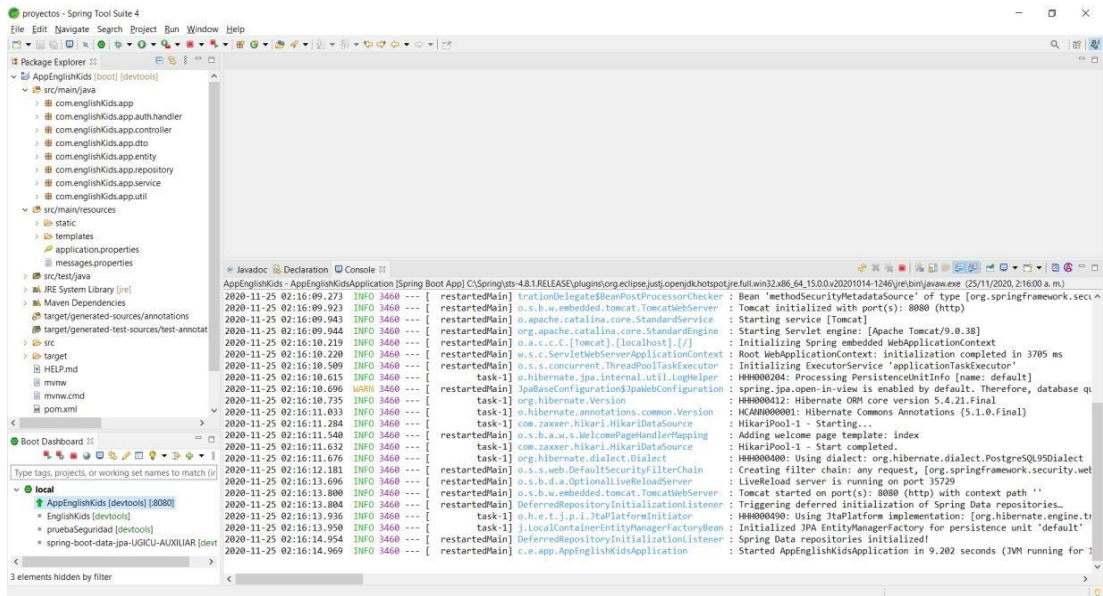 proyectos - Spring Tool Suite 4
File Edit Navigate Search Project Run Window Help
Package Explorer
AppEnglishKids [boot] [devtools]
src/main/java
com.englishKids.app
com.englishKids.app.auth.handler
com.englishKids.app.controller
com.englishKids.app.dto
com.englishKids.app.entity
com.englishKids.app.repository
com.englishKids.app.service
com.englishKids.app.util
src/main/resources
static
templates
application.properties
messages.properties
src/test/java
JRE System Library [jre]
Maven Dependencies
target/generated-sources/annotations
target/generated-test-sources/test-annotat
src
target
HELP.md
mvnw
mvnw.cmd
pom.xml
Boot Dashboard
Type tags, projects, or working set names to match (ir
local
AppEnglishKids [devtools] [:8080]
EnglishKids [devtools]
pruebaSeguridad [devtools]
spring-boot-data-jpa-UGICU-AUXILIAR [devt
3 elements hidden by filter
Javadoc Declaration Console
AppEnglishKids - AppEnglishKidsApplication [Spring Boot App] C:\Spring\sts-4.8.1.RELEASE\plugins\org.eclipse.justj.openjdk.hotspot.jre.full.win32.x86_64_15.0.0.v20201014-1246\jre\bin\javaw.exe (25/11/2020, 2:16:00 a. m.)
2020-11-25 02:16:09.273 INFO 3460 --- [ restartedMain] trationDelegate$BeanPostProcessorChecker : Bean 'methodSecurityMetadataSource' of type [org.springframework.secu
2020-11-25 02:16:09.923 INFO 3460 --- [ restartedMain] o.s.b.w.embedded.tomcat.TomcatWebServer : Tomcat initialized with port(s): 8080 (http)
2020-11-25 02:16:09.943 INFO 3460 --- [ restartedMain] o.apache.catalina.core.StandardService : Starting service [Tomcat]
2020-11-25 02:16:09.944 INFO 3460 --- [ restartedMain] org.apache.catalina.core.StandardEngine : Starting Servlet engine: [Apache Tomcat/9.0.38]
2020-11-25 02:16:10.219 INFO 3460 --- [ restartedMain] o.a.c.c.C.[Tomcat].[localhost].[/] : Initializing Spring embedded WebApplicationContext
2020-11-25 02:16:10.220 INFO 3460 --- [ restartedMain] w.s.c.ServletWebServerApplicationContext : Root WebApplicationContext: initialization completed in 3705 ms
2020-11-25 02:16:10.509 INFO 3460 --- [ restartedMain] o.s.s.concurrent.ThreadPoolTaskExecutor : Initializing ExecutorService 'applicationTaskExecutor'
2020-11-25 02:16:10.615 INFO 3460 --- [ task-1] o.hibernate.jpa.internal.util.LogHelper : HHH000204: Processing PersistenceUnitInfo [name: default]
2020-11-25 02:16:10.696 WARN 3460 --- [ restartedMain] JpaBaseConfiguration$JpaWebConfiguration : spring.jpa.open-in-view is enabled by default. Therefore, database qu
2020-11-25 02:16:10.735 INFO 3460 --- [ task-1] org.hibernate.Version : HHH000412: Hibernate ORM core version 5.4.21.Final
2020-11-25 02:16:11.033 INFO 3460 --- [ task-1] o.hibernate.annotations.common.Version : HCANN000001: Hibernate Commons Annotations {5.1.0.Final}
2020-11-25 02:16:11.284 INFO 3460 --- [ task-1] com.zaxxer.hikari.HikariDataSource : HikariPool-1 - Starting...
2020-11-25 02:16:11.540 INFO 3460 --- [ restartedMain] o.s.b.a.w.s.WelcomePageHandlerMapping : Adding welcome page template: index
2020-11-25 02:16:11.632 INFO 3460 --- [ task-1] com.zaxxer.hikari.HikariDataSource : HikariPool-1 - Start completed.
2020-11-25 02:16:11.676 INFO 3460 --- [ task-1] org.hibernate.dialect.Dialect : HHH000400: Using dialect: org.hibernate.dialect.PostgreSQL95Dialect
2020-11-25 02:16:12.181 INFO 3460 --- [ restartedMain] o.s.s.web.DefaultSecurityFilterChain : Creating filter chain: any request, [org.springframework.security.web
2020-11-25 02:16:13.696 INFO 3460 --- [ restartedMain] o.s.b.d.a.OptionalLiveReloadServer : LiveReload server is running on port 35729
2020-11-25 02:16:13.800 INFO 3460 --- [ restartedMain] o.s.b.w.embedded.tomcat.TomcatWebServer : Tomcat started on port(s): 8080 (http) with context path ''
2020-11-25 02:16:13.804 INFO 3460 --- [ restartedMain] DeferredRepositoryInitializationListener : Triggering deferred initialization of Spring Data repositories…
2020-11-25 02:16:13.936 INFO 3460 --- [ task-1] o.h.e.t.j.p.i.JtaPlatformInitiator : HHH000490: Using JtaPlatform implementation: [org.hibernate.engine.tr
2020-11-25 02:16:13.950 INFO 3460 --- [ task-1] j.LocalContainerEntityManagerFactoryBean : Initialized JPA EntityManagerFactory for persistence unit 'default'
2020-11-25 02:16:14.954 INFO 3460 --- [ restartedMain] DeferredRepositoryInitializationListener : Spring Data repositories initialized!
2020-11-25 02:16:14.969 INFO 3460 --- [ restartedMain] c.e.app.AppEnglishKidsApplication : Started AppEnglishKidsApplication in 9.202 seconds (JVM running for 1